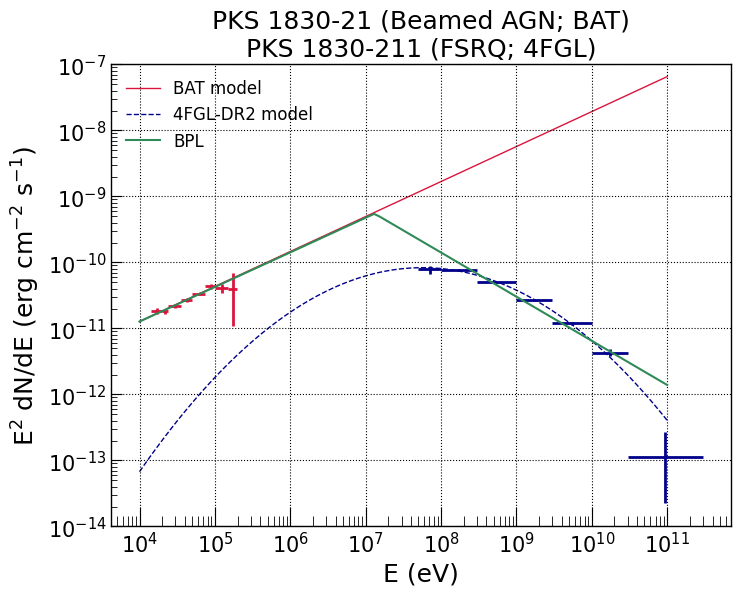 PKS 1830-21 (Beamed AGN; BAT)
PKS 1830-211 (FSRQ; 4FGL)
BAT model
4FGL-DR2 model
BPL
10⁻⁷
10⁻⁸
10⁻⁹
10⁻¹⁰
10⁻¹¹
10⁻¹²
10⁻¹³
10⁻¹⁴
E² dN/dE (erg cm⁻² s⁻¹)
10⁴ 10⁵ 10⁶ 10⁷ 10⁸ 10⁹ 10¹⁰ 10¹¹
E (eV)